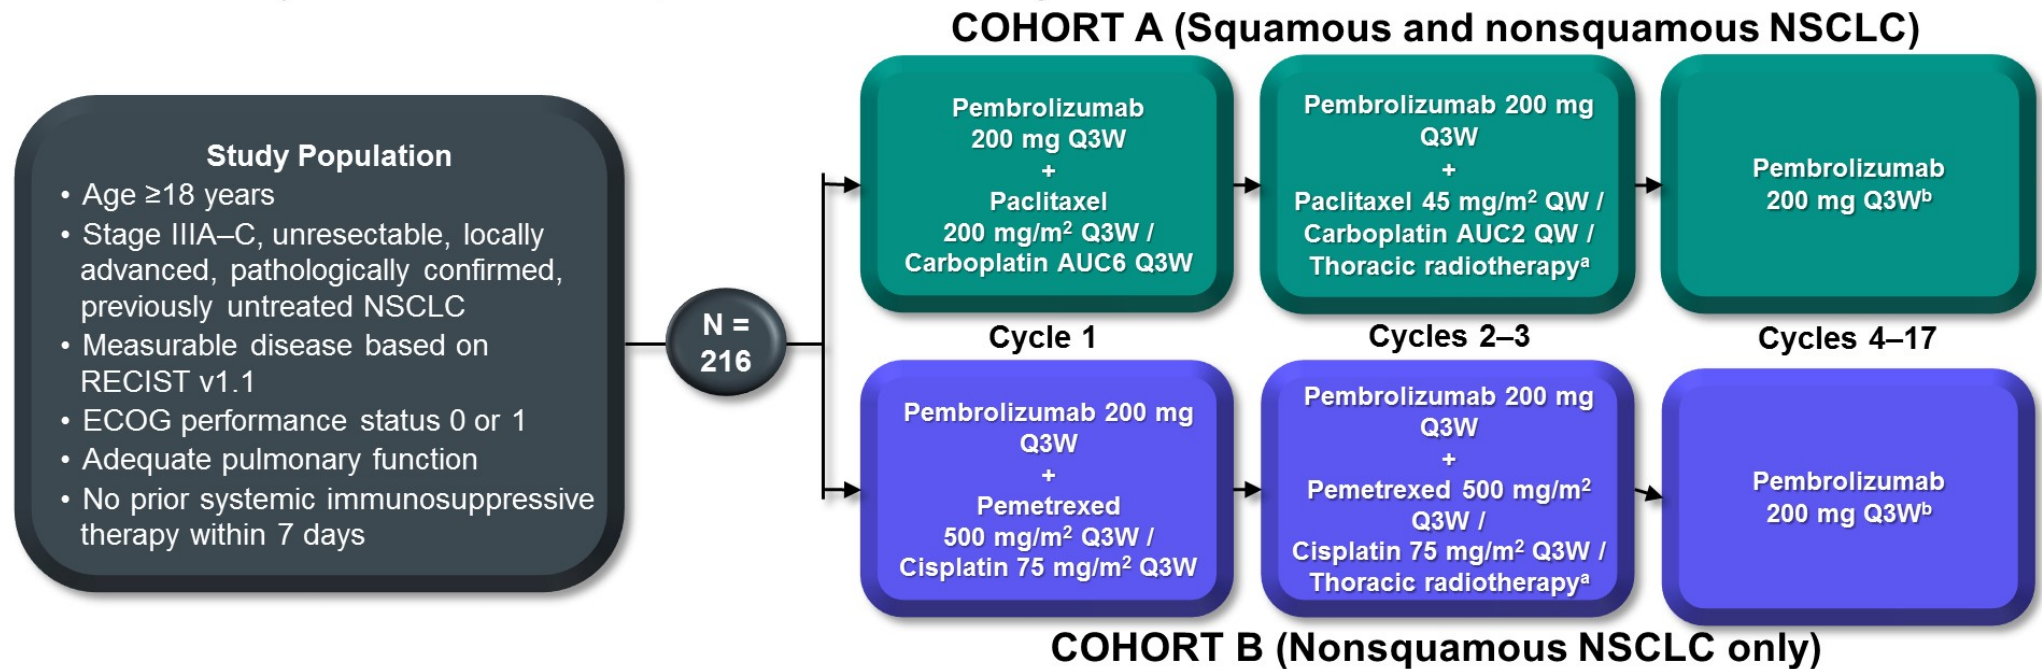 COHORT A (Squamous and nonsquamous NSCLC)
Study Population
• Age ≥18 years
• Stage IIIA–C, unresectable, locally
advanced, pathologically confirmed,
previously untreated NSCLC
• Measurable disease based on
RECIST v1.1
• ECOG performance status 0 or 1
• Adequate pulmonary function
• No prior systemic immunosuppressive
therapy within 7 days
N =
216
Pembrolizumab
200 mg Q3W
+
Paclitaxel
200 mg/m² Q3W /
Carboplatin AUC6 Q3W
Pembrolizumab 200 mg
Q3W
+
Paclitaxel 45 mg/m² QW /
Carboplatin AUC2 QW /
Thoracic radiotherapyᵃ
Pembrolizumab
200 mg Q3Wᵇ
Cycle 1
Cycles 2–3
Cycles 4–17
Pembrolizumab 200 mg
Q3W
+
Pemetrexed
500 mg/m² Q3W /
Cisplatin 75 mg/m² Q3W
Pembrolizumab 200 mg
Q3W
+
Pemetrexed 500 mg/m²
Q3W /
Cisplatin 75 mg/m² Q3W /
Thoracic radiotherapyᵃ
Pembrolizumab
200 mg Q3Wᵇ
COHORT B (Nonsquamous NSCLC only)